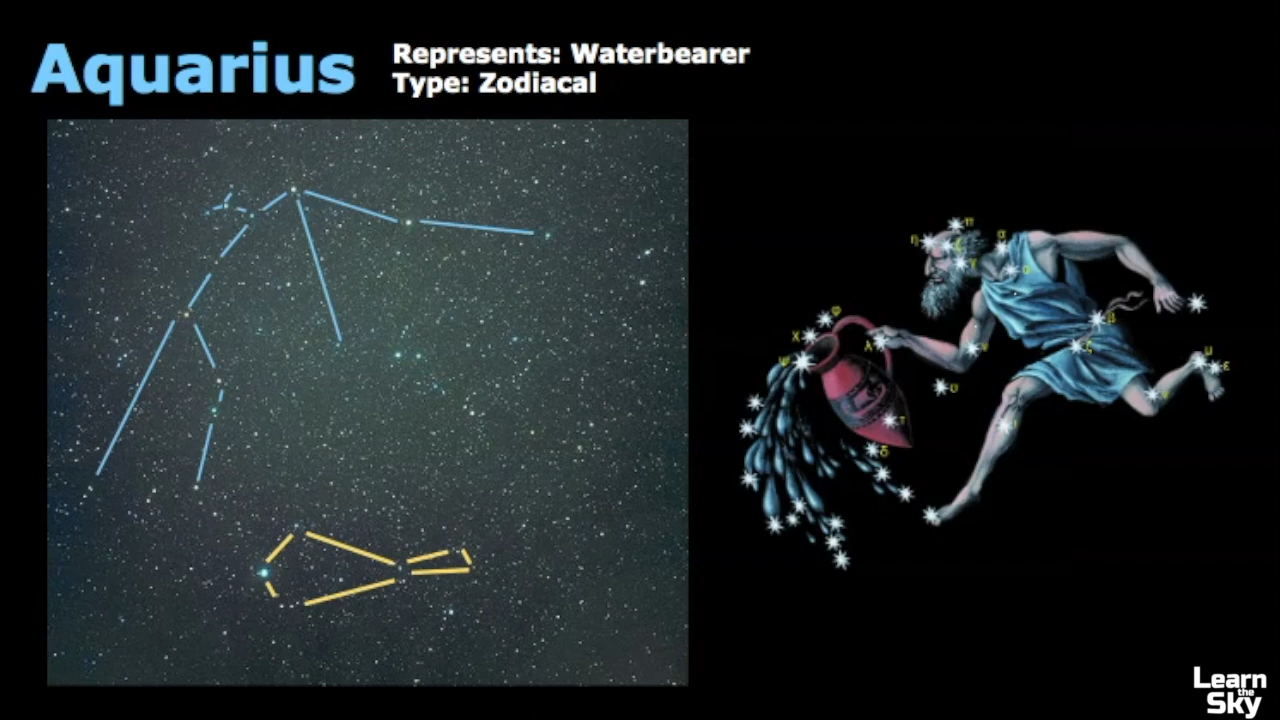 Aquarius
Represents: Waterbearer
Type: Zodiacal
π
η
α
γ
ο
φ
β
χ
λ
ζ
ψ
μ
ε
υ
ν
τ
ι
δ
Learn
the
Sky